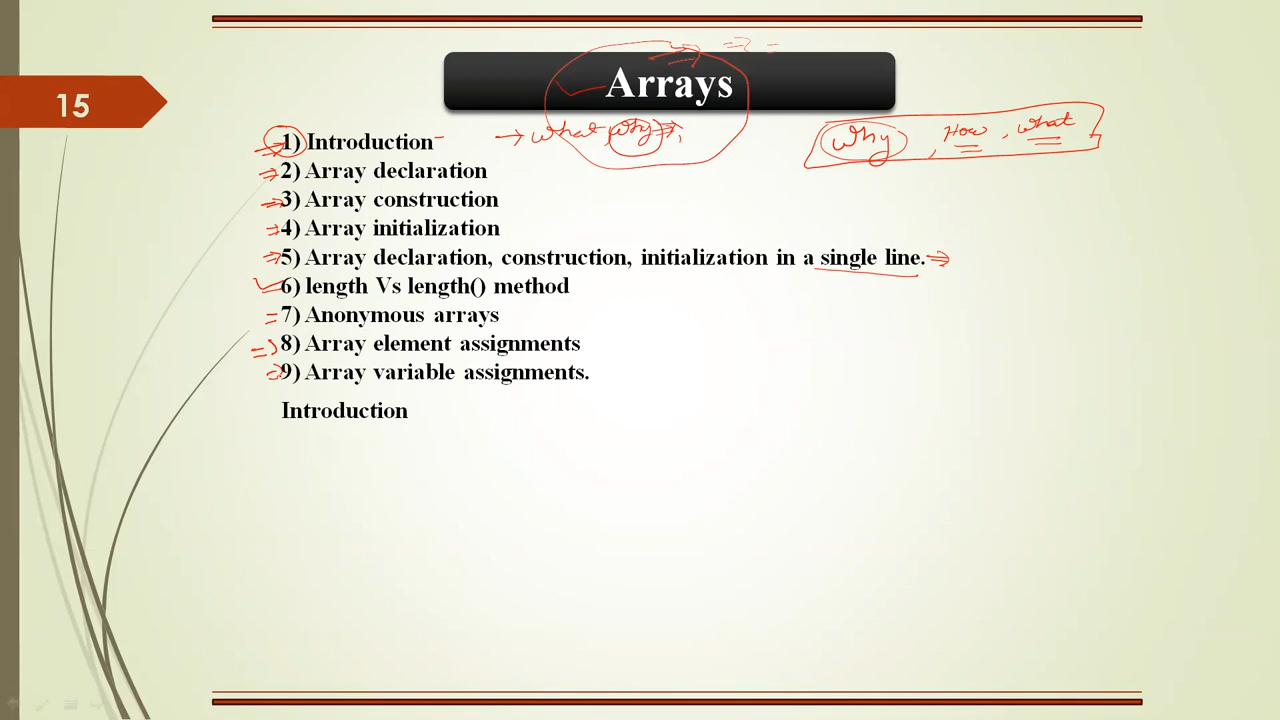 Arrays
15
1) Introduction
what, why
why, How, what
2) Array declaration
3) Array construction
4) Array initialization
5) Array declaration, construction, initialization in a single line.
6) length Vs length() method
7) Anonymous arrays
8) Array element assignments
9) Array variable assignments.
Introduction